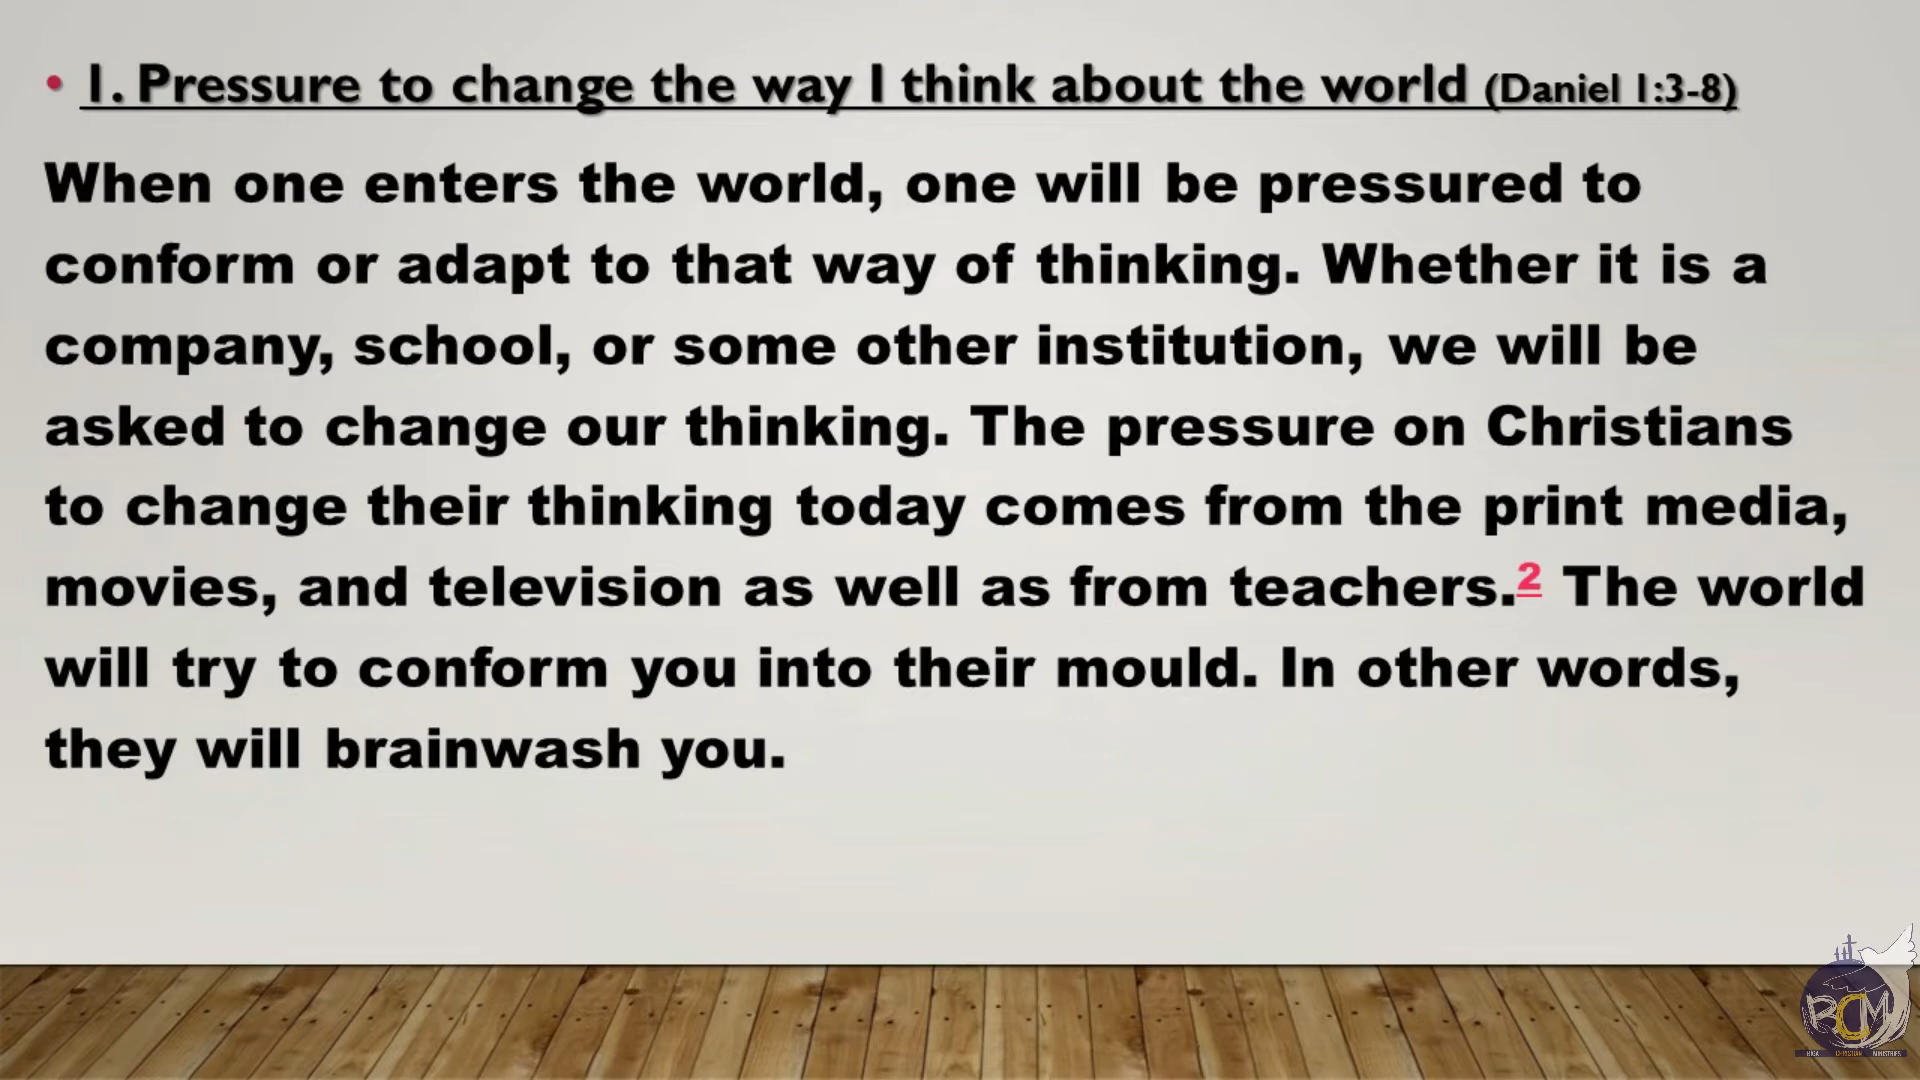 • 1. Pressure to change the way I think about the world (Daniel 1:3-8)
When one enters the world, one will be pressured to
conform or adapt to that way of thinking. Whether it is a
company, school, or some other institution, we will be
asked to change our thinking. The pressure on Christians
to change their thinking today comes from the print media,
movies, and television as well as from teachers.2 The world
will try to conform you into their mould. In other words,
they will brainwash you.
RCM
RIGA CHRISTIAN MINISTRIES